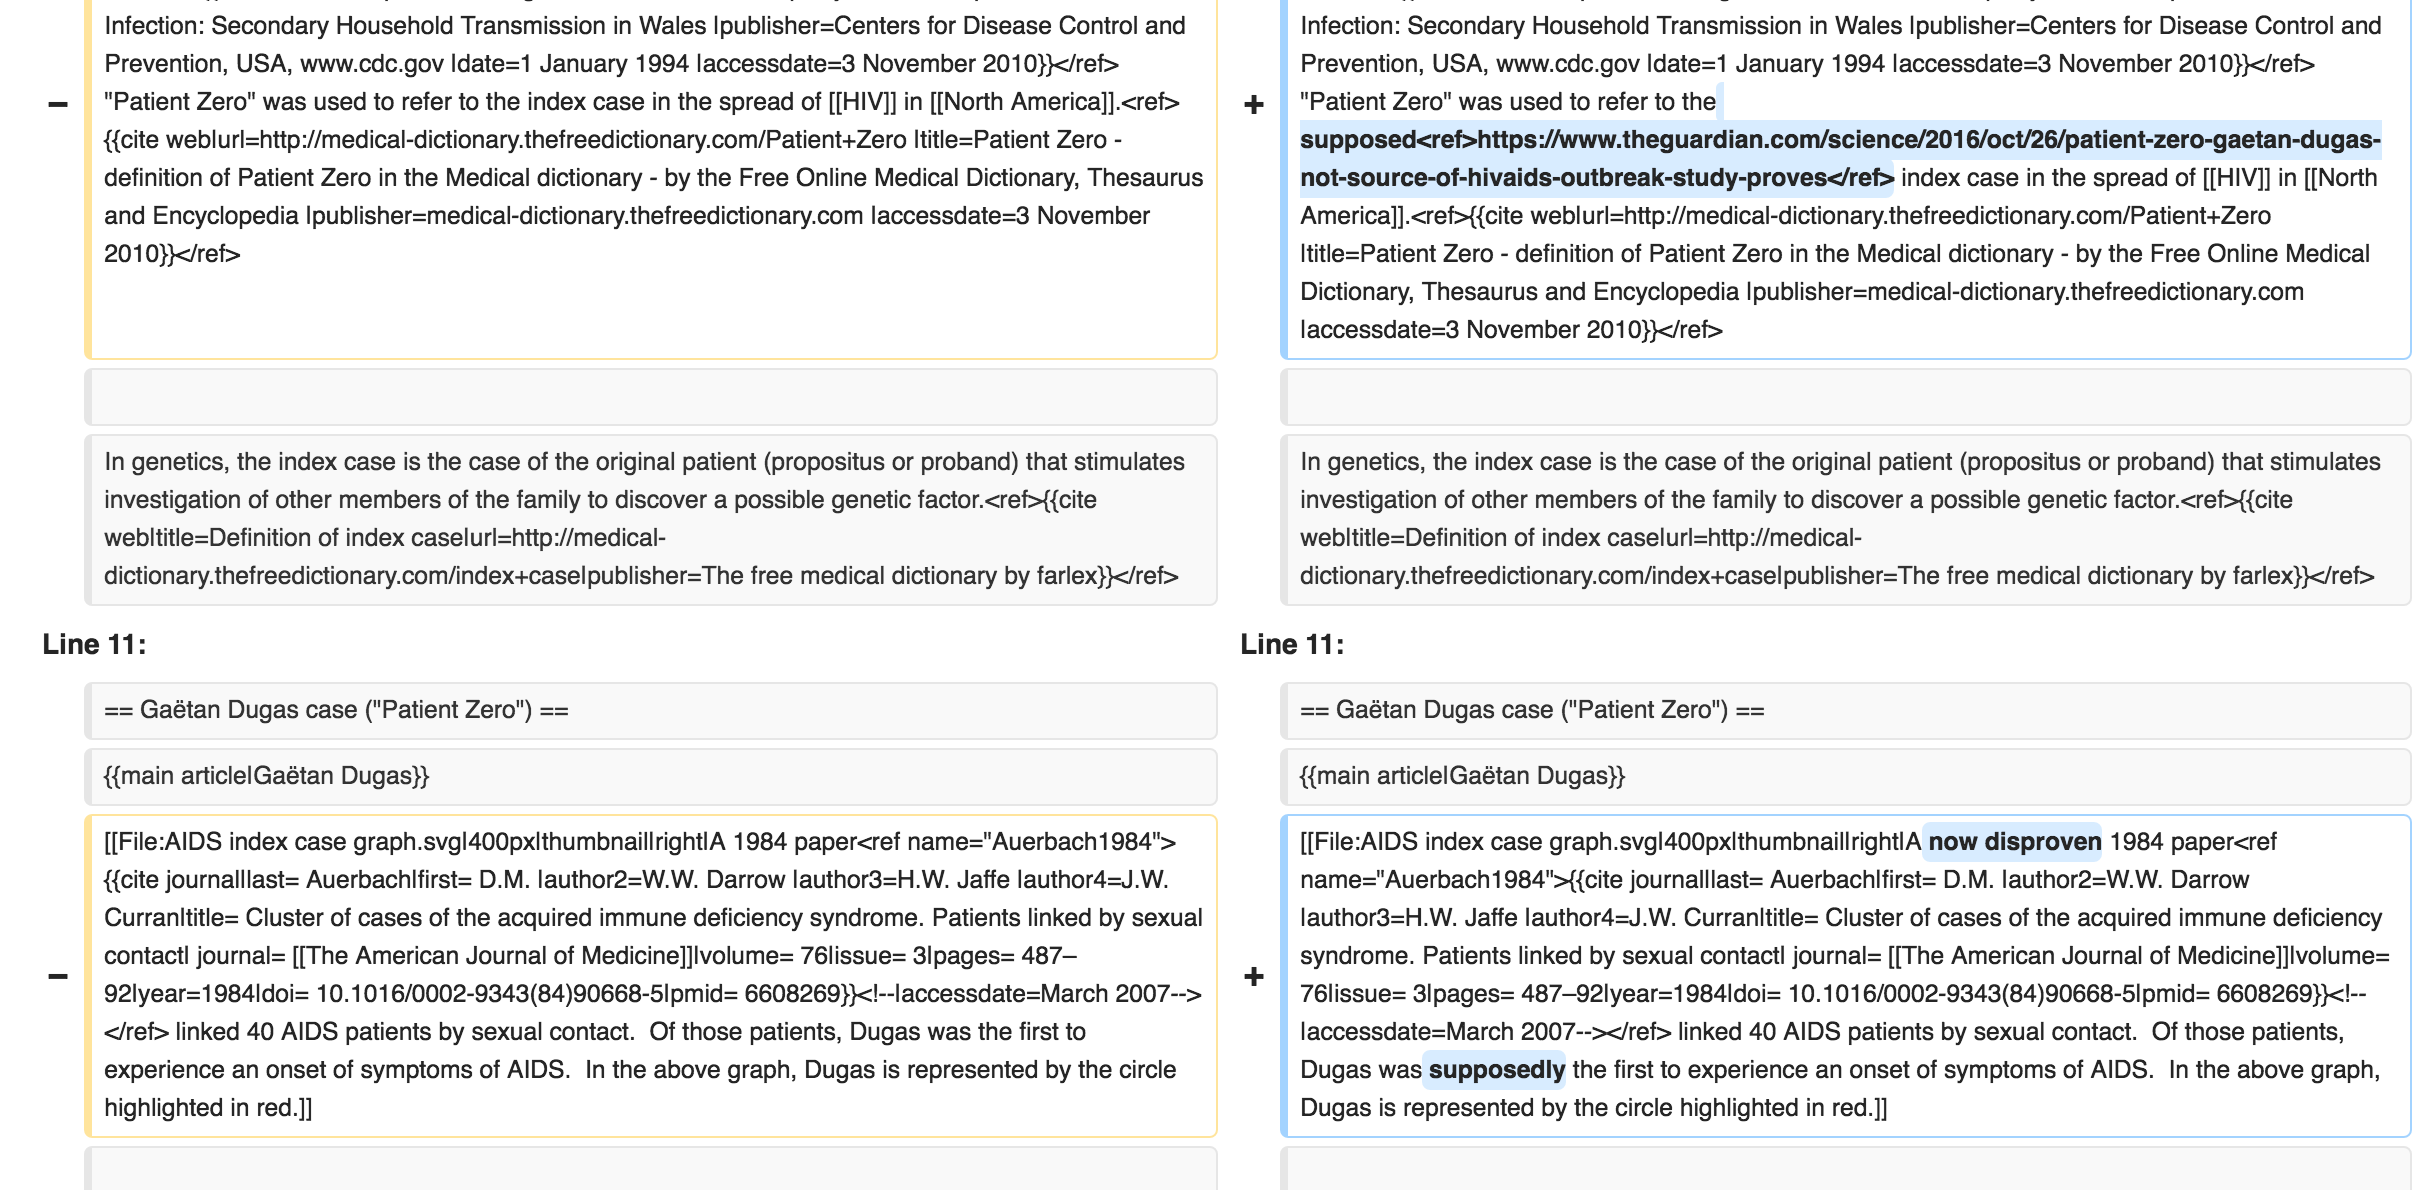 Infection: Secondary Household Transmission in Wales |publisher=Centers for Disease Control and
Prevention, USA, www.cdc.gov |date=1 January 1994 |accessdate=3 November 2010}}</ref>
− "Patient Zero" was used to refer to the index case in the spread of [[HIV]] in [[North America]].<ref>
{{cite web|url=http://medical-dictionary.thefreedictionary.com/Patient+Zero |title=Patient Zero -
definition of Patient Zero in the Medical dictionary - by the Free Online Medical Dictionary, Thesaurus
and Encyclopedia |publisher=medical-dictionary.thefreedictionary.com |accessdate=3 November
2010}}</ref>
Infection: Secondary Household Transmission in Wales |publisher=Centers for Disease Control and
Prevention, USA, www.cdc.gov |date=1 January 1994 |accessdate=3 November 2010}}</ref>
+ "Patient Zero" was used to refer to the
supposed<ref>https://www.theguardian.com/science/2016/oct/26/patient-zero-gaetan-dugas-
not-source-of-hivaids-outbreak-study-proves</ref> index case in the spread of [[HIV]] in [[North
America]].<ref>{{cite web|url=http://medical-dictionary.thefreedictionary.com/Patient+Zero
|title=Patient Zero - definition of Patient Zero in the Medical dictionary - by the Free Online Medical
Dictionary, Thesaurus and Encyclopedia |publisher=medical-dictionary.thefreedictionary.com
|accessdate=3 November 2010}}</ref>
In genetics, the index case is the case of the original patient (propositus or proband) that stimulates
investigation of other members of the family to discover a possible genetic factor.<ref>{{cite
web|title=Definition of index case|url=http://medical-
dictionary.thefreedictionary.com/index+case|publisher=The free medical dictionary by farlex}}</ref>
In genetics, the index case is the case of the original patient (propositus or proband) that stimulates
investigation of other members of the family to discover a possible genetic factor.<ref>{{cite
web|title=Definition of index case|url=http://medical-
dictionary.thefreedictionary.com/index+case|publisher=The free medical dictionary by farlex}}</ref>
Line 11:
Line 11:
== Gaëtan Dugas case ("Patient Zero") ==
== Gaëtan Dugas case ("Patient Zero") ==
{{main article|Gaëtan Dugas}}
{{main article|Gaëtan Dugas}}
[[File:AIDS index case graph.svg|400px|thumbnail|right|A 1984 paper<ref name="Auerbach1984">
{{cite journal|last= Auerbach|first= D.M. |author2=W.W. Darrow |author3=H.W. Jaffe |author4=J.W.
Curran|title= Cluster of cases of the acquired immune deficiency syndrome. Patients linked by sexual
contact| journal= [[The American Journal of Medicine]]|volume= 76|issue= 3|pages= 487–
− 92|year=1984|doi= 10.1016/0002-9343(84)90668-5|pmid= 6608269}}<!--|accessdate=March 2007-->
</ref> linked 40 AIDS patients by sexual contact.  Of those patients, Dugas was the first to
experience an onset of symptoms of AIDS.  In the above graph, Dugas is represented by the circle
highlighted in red.]]
[[File:AIDS index case graph.svg|400px|thumbnail|right|A now disproven 1984 paper<ref
name="Auerbach1984">{{cite journal|last= Auerbach|first= D.M. |author2=W.W. Darrow
|author3=H.W. Jaffe |author4=J.W. Curran|title= Cluster of cases of the acquired immune deficiency
syndrome. Patients linked by sexual contact| journal= [[The American Journal of Medicine]]|volume=
+ 76|issue= 3|pages= 487–92|year=1984|doi= 10.1016/0002-9343(84)90668-5|pmid= 6608269}}<!--
|accessdate=March 2007--></ref> linked 40 AIDS patients by sexual contact.  Of those patients,
Dugas was supposedly the first to experience an onset of symptoms of AIDS.  In the above graph,
Dugas is represented by the circle highlighted in red.]]